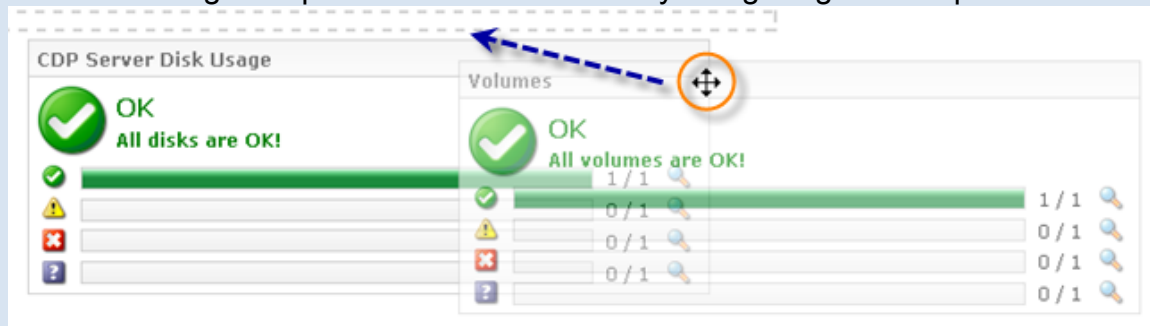 CDP Server Disk Usage
OK
All disks are OK!
1 / 1
0 / 1
0 / 1
0 / 1
Volumes
OK
All volumes are OK!
1 / 1
0 / 1
0 / 1
0 / 1